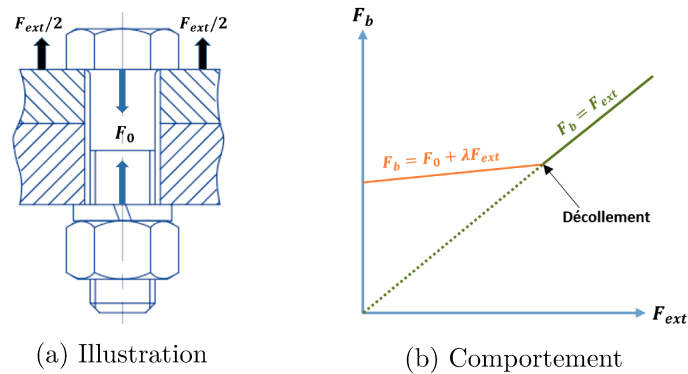 F_ext/2
F_ext/2
F_0
(a) Illustration
F_b
F_b = F_0 + λF_ext
F_b = F_ext
Décollement
F_ext
(b) Comportement